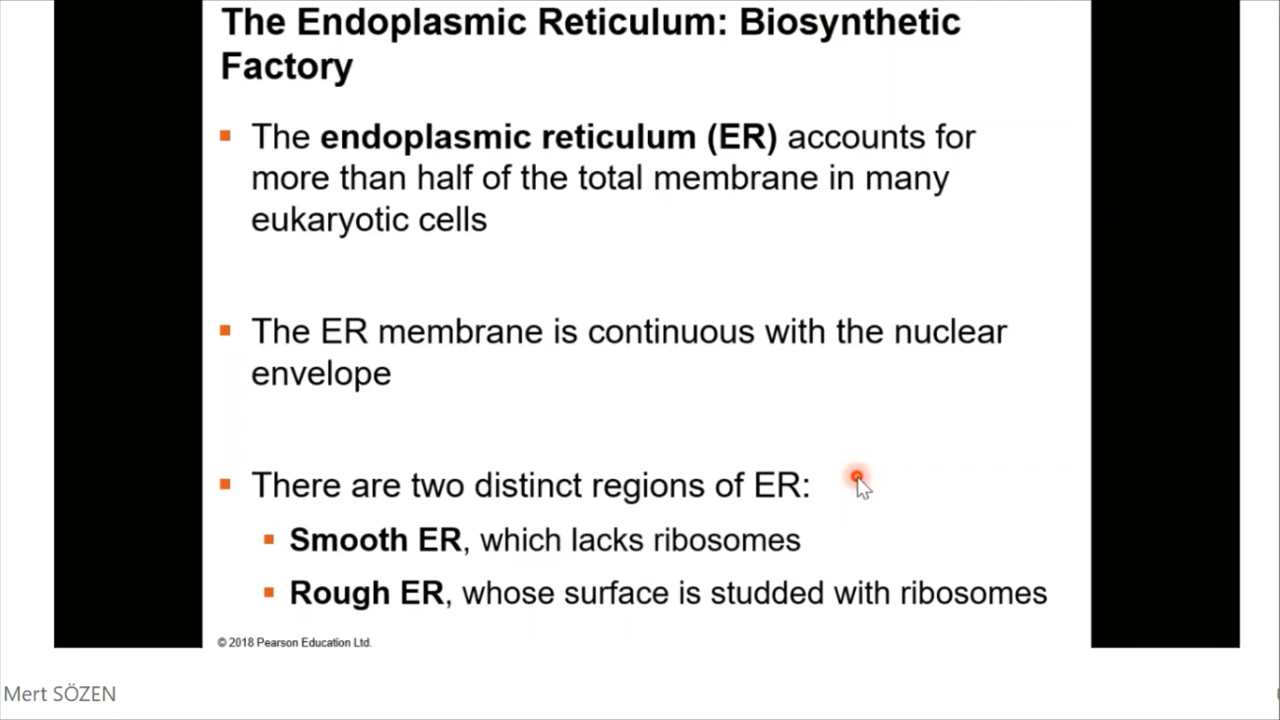 The Endoplasmic Reticulum: Biosynthetic
Factory
The endoplasmic reticulum (ER) accounts for
more than half of the total membrane in many
eukaryotic cells
The ER membrane is continuous with the nuclear
envelope
There are two distinct regions of ER:
Smooth ER, which lacks ribosomes
Rough ER, whose surface is studded with ribosomes
© 2018 Pearson Education Ltd.
Mert SÖZEN